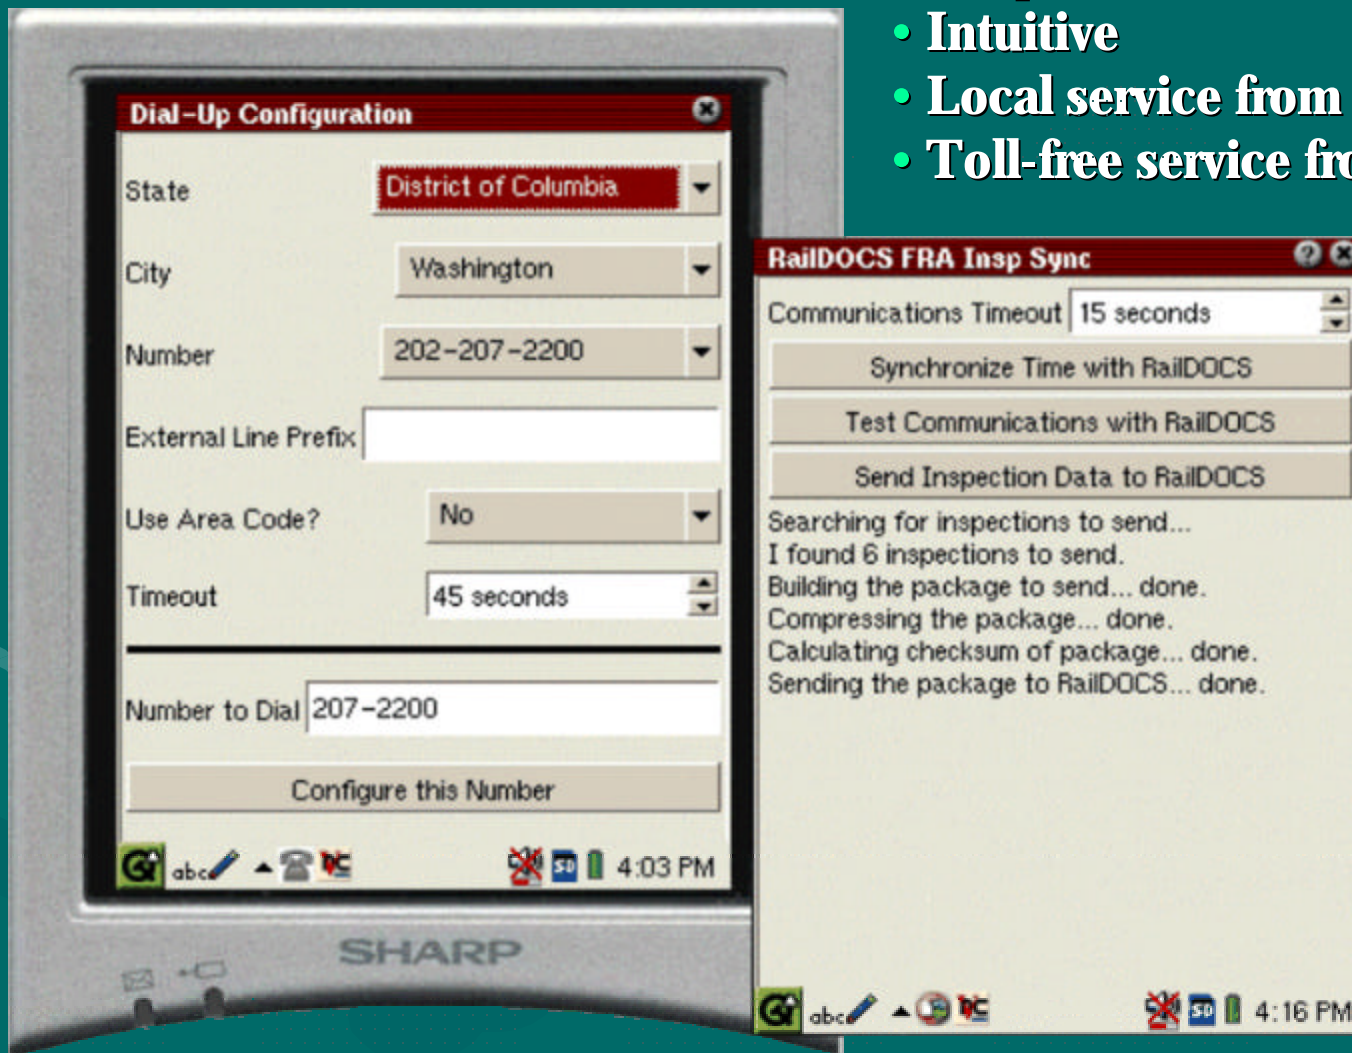 • Intuitive
• Local service from
• Toll-free service fro
Dial-Up Configuration
State District of Columbia
City Washington
Number 202-207-2200
External Line Prefix
Use Area Code? No
Timeout 45 seconds
Number to Dial 207-2200
Configure this Number
abc SD 4:03 PM
SHARP
RailDOCS FRA Insp Sync ?
Communications Timeout 15 seconds
Synchronize Time with RailDOCS
Test Communications with RailDOCS
Send Inspection Data to RailDOCS
Searching for inspections to send...
I found 6 inspections to send.
Building the package to send... done.
Compressing the package... done.
Calculating checksum of package... done.
Sending the package to RailDOCS... done.
abc SD 4:16 PM